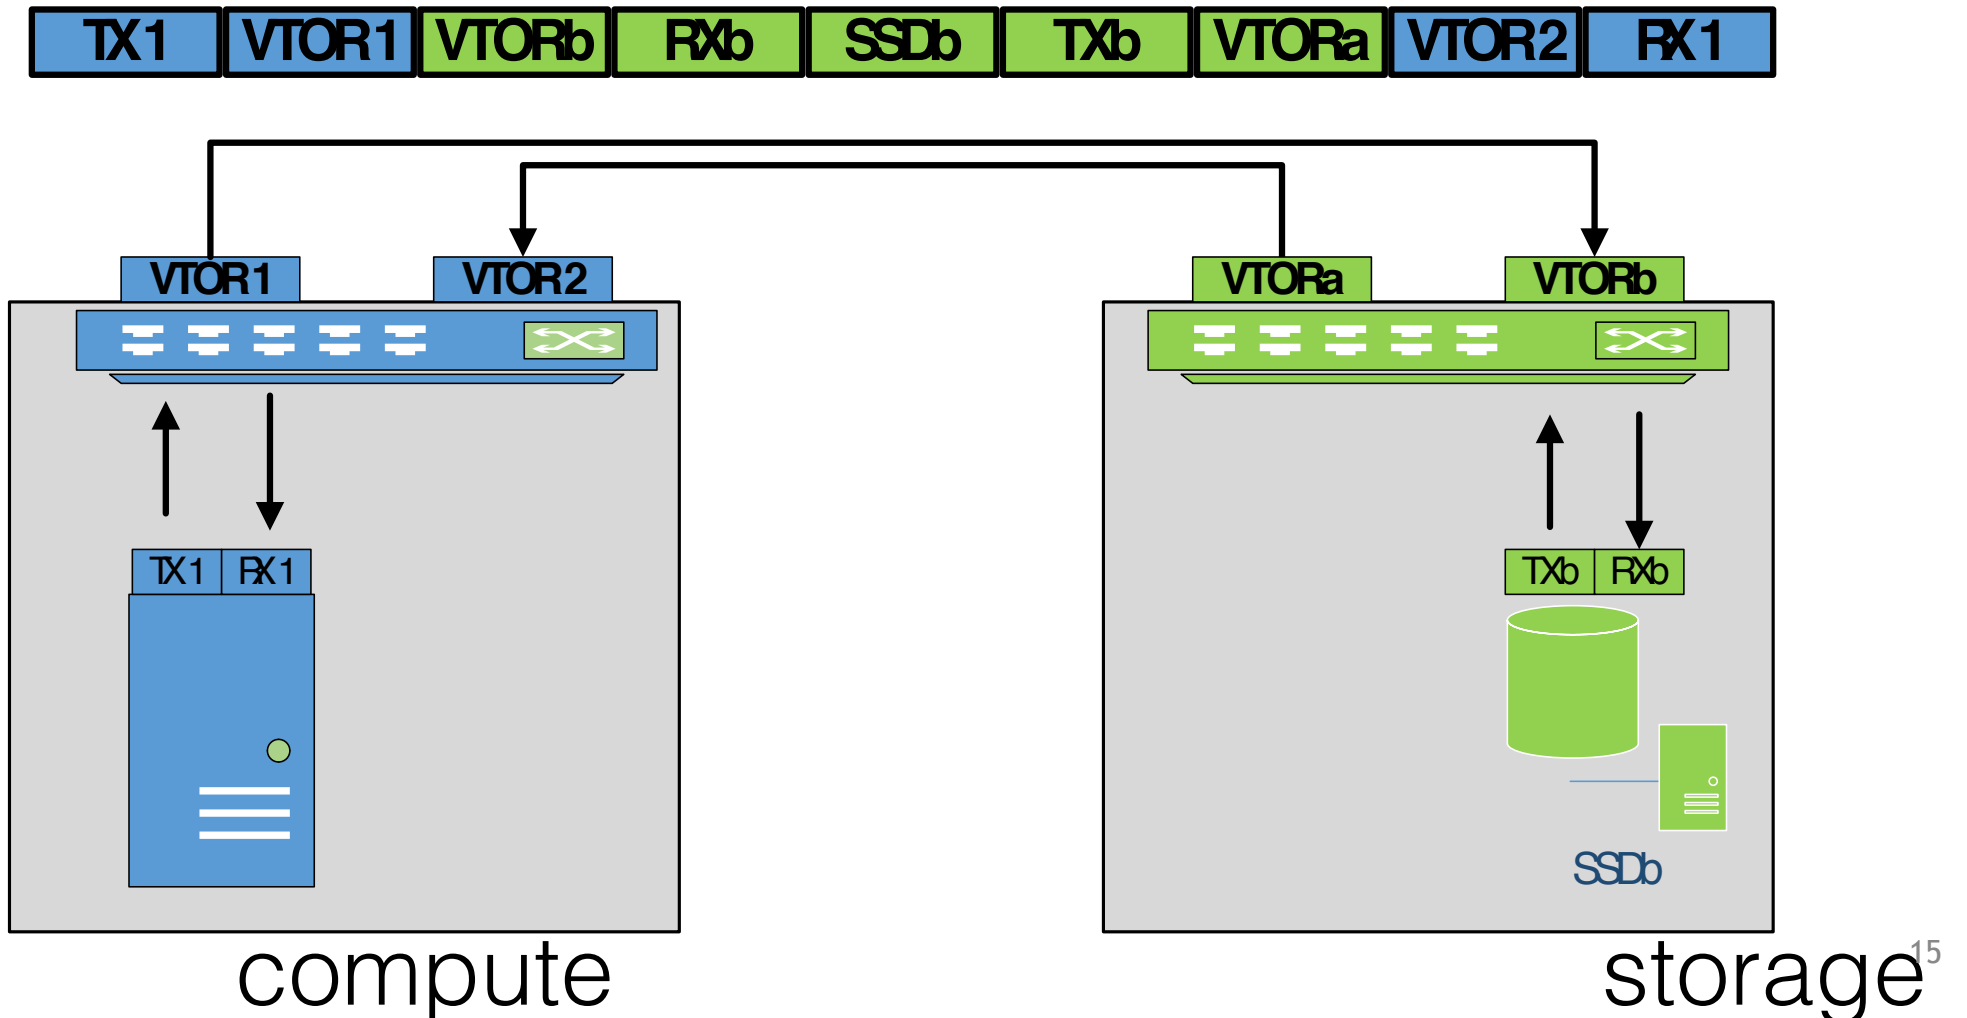 TX1 VTOR1 VTORb RXb SSDb TXb VTORa VTOR2 RX1
VTOR1 VTOR2 VTORa VTORb
TX1 RX1 TXb RXb
SSDb
compute storage
15